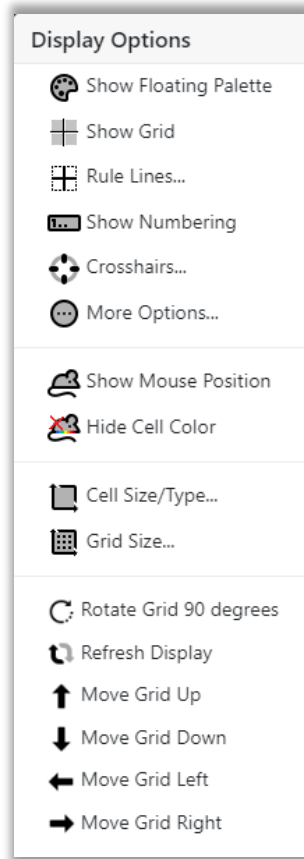 Display Options
Show Floating Palette
Show Grid
Rule Lines...
1.. Show Numbering
Crosshairs...
More Options...
Show Mouse Position
Hide Cell Color
Cell Size/Type...
Grid Size...
Rotate Grid 90 degrees
Refresh Display
Move Grid Up
Move Grid Down
Move Grid Left
Move Grid Right